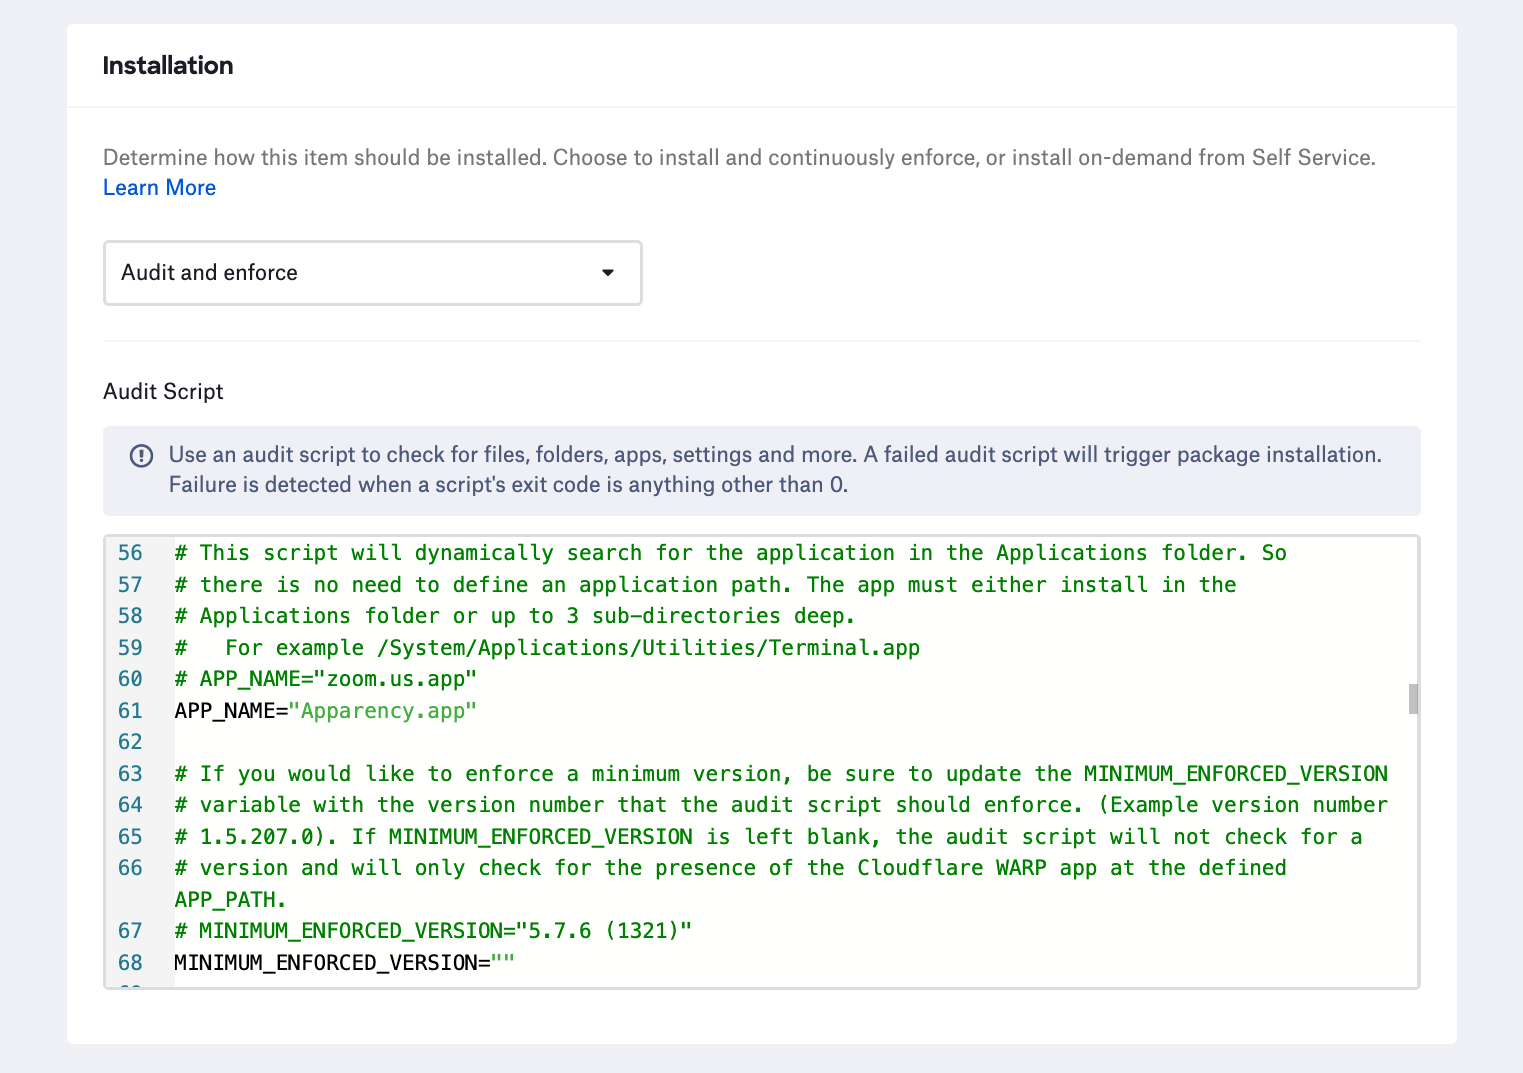 Installation
Determine how this item should be installed. Choose to install and continuously enforce, or install on-demand from Self Service.
Learn More
Audit and enforce
Audit Script
Use an audit script to check for files, folders, apps, settings and more. A failed audit script will trigger package installation.
Failure is detected when a script's exit code is anything other than 0.
56 # This script will dynamically search for the application in the Applications folder. So
57 # there is no need to define an application path. The app must either install in the
58 # Applications folder or up to 3 sub-directories deep.
59 #   For example /System/Applications/Utilities/Terminal.app
60 # APP_NAME="zoom.us.app"
61 APP_NAME="Apparency.app"
62
63 # If you would like to enforce a minimum version, be sure to update the MINIMUM_ENFORCED_VERSION
64 # variable with the version number that the audit script should enforce. (Example version number
65 # 1.5.207.0). If MINIMUM_ENFORCED_VERSION is left blank, the audit script will not check for a
66 # version and will only check for the presence of the Cloudflare WARP app at the defined
APP_PATH.
67 # MINIMUM_ENFORCED_VERSION="5.7.6 (1321)"
68 MINIMUM_ENFORCED_VERSION=""